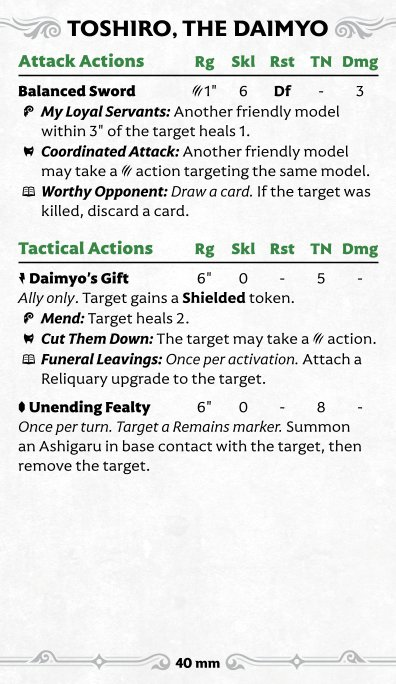 TOSHIRO, THE DAIMYO
Attack Actions Rg Skl Rst TN Dmg
Balanced Sword 1" 6 Df - 3
My Loyal Servants: Another friendly model
within 3" of the target heals 1.
Coordinated Attack: Another friendly model
may take a action targeting the same model.
Worthy Opponent: Draw a card. If the target was
killed, discard a card.
Tactical Actions Rg Skl Rst TN Dmg
Daimyo's Gift 6" 0 - 5 -
Ally only. Target gains a Shielded token.
Mend: Target heals 2.
Cut Them Down: The target may take a action.
Funeral Leavings: Once per activation. Attach a
Reliquary upgrade to the target.
Unending Fealty 6" 0 - 8 -
Once per turn. Target a Remains marker. Summon
an Ashigaru in base contact with the target, then
remove the target.
40 mm